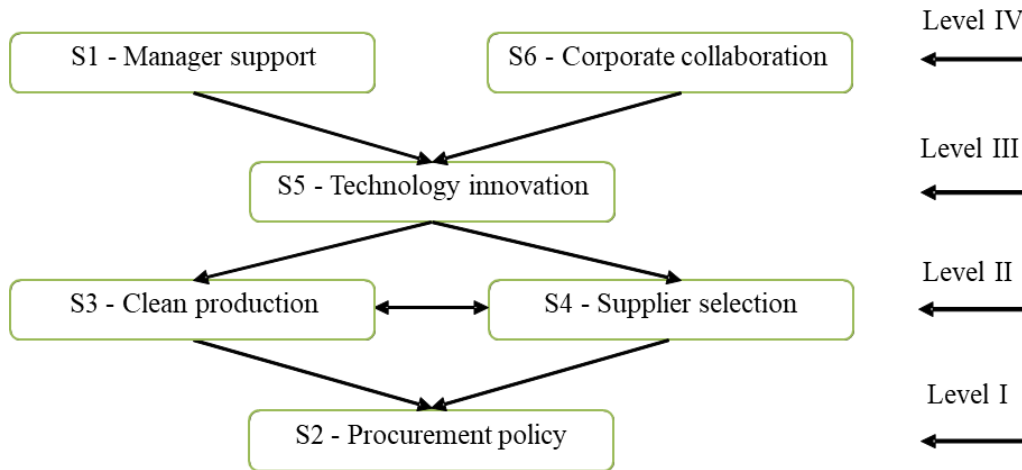 Level IV
S1 - Manager support
S6 - Corporate collaboration
Level III
S5 - Technology innovation
Level II
S3 - Clean production
S4 - Supplier selection
Level I
S2 - Procurement policy